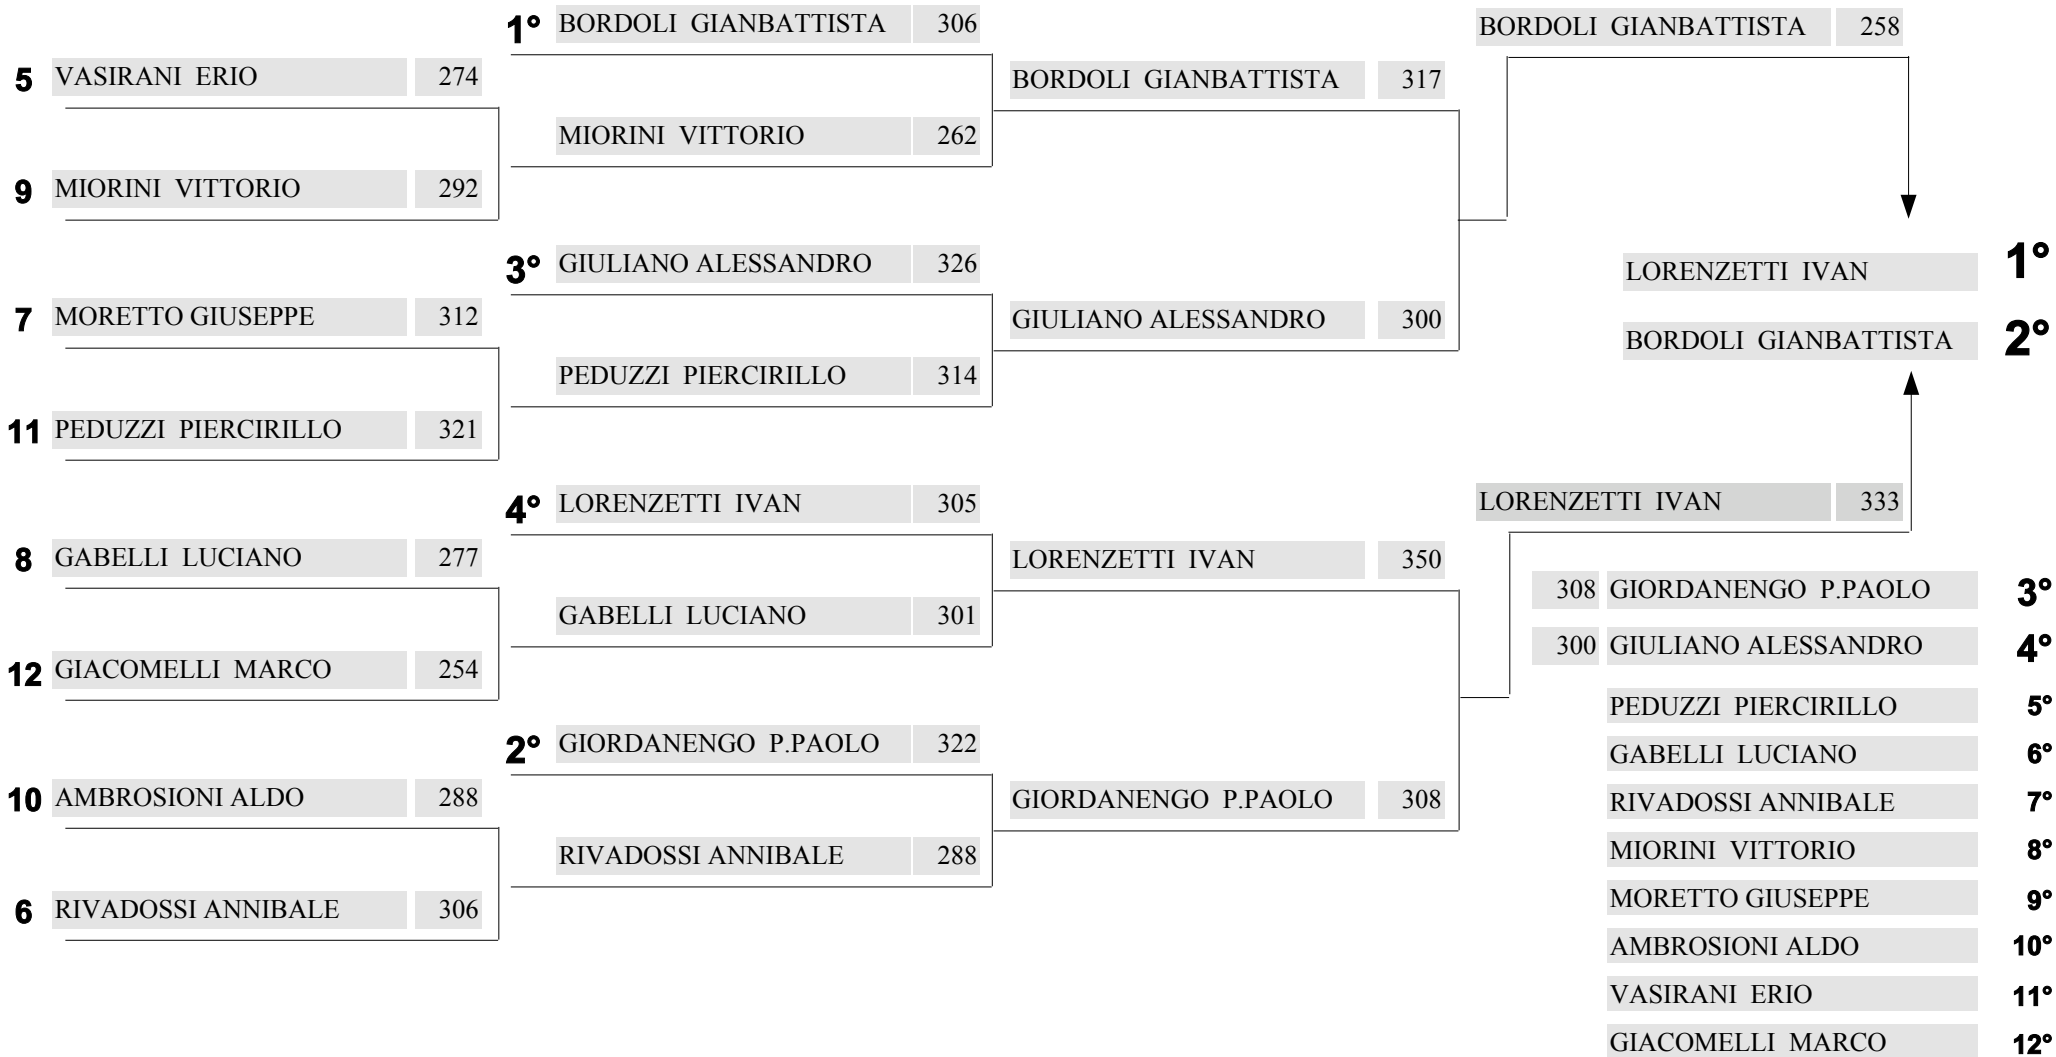 5 VASIRANI ERIO 274
9 MIORINI VITTORIO 292
7 MORETTO GIUSEPPE 312
11 PEDUZZI PIERCIRILLO 321
8 GABELLI LUCIANO 277
12 GIACOMELLI MARCO 254
10 AMBROSIONI ALDO 288
6 RIVADOSSI ANNIBALE 306
1° BORDOLI GIANBATTISTA 306
MIORINI VITTORIO 262
3° GIULIANO ALESSANDRO 326
PEDUZZI PIERCIRILLO 314
4° LORENZETTI IVAN 305
GABELLI LUCIANO 301
2° GIORDANENGO P.PAOLO 322
RIVADOSSI ANNIBALE 288
BORDOLI GIANBATTISTA 317
GIULIANO ALESSANDRO 300
LORENZETTI IVAN 350
GIORDANENGO P.PAOLO 308
BORDOLI GIANBATTISTA 258
LORENZETTI IVAN 333
LORENZETTI IVAN 1°
BORDOLI GIANBATTISTA 2°
308 GIORDANENGO P.PAOLO 3°
300 GIULIANO ALESSANDRO 4°
PEDUZZI PIERCIRILLO 5°
GABELLI LUCIANO 6°
RIVADOSSI ANNIBALE 7°
MIORINI VITTORIO 8°
MORETTO GIUSEPPE 9°
AMBROSIONI ALDO 10°
VASIRANI ERIO 11°
GIACOMELLI MARCO 12°